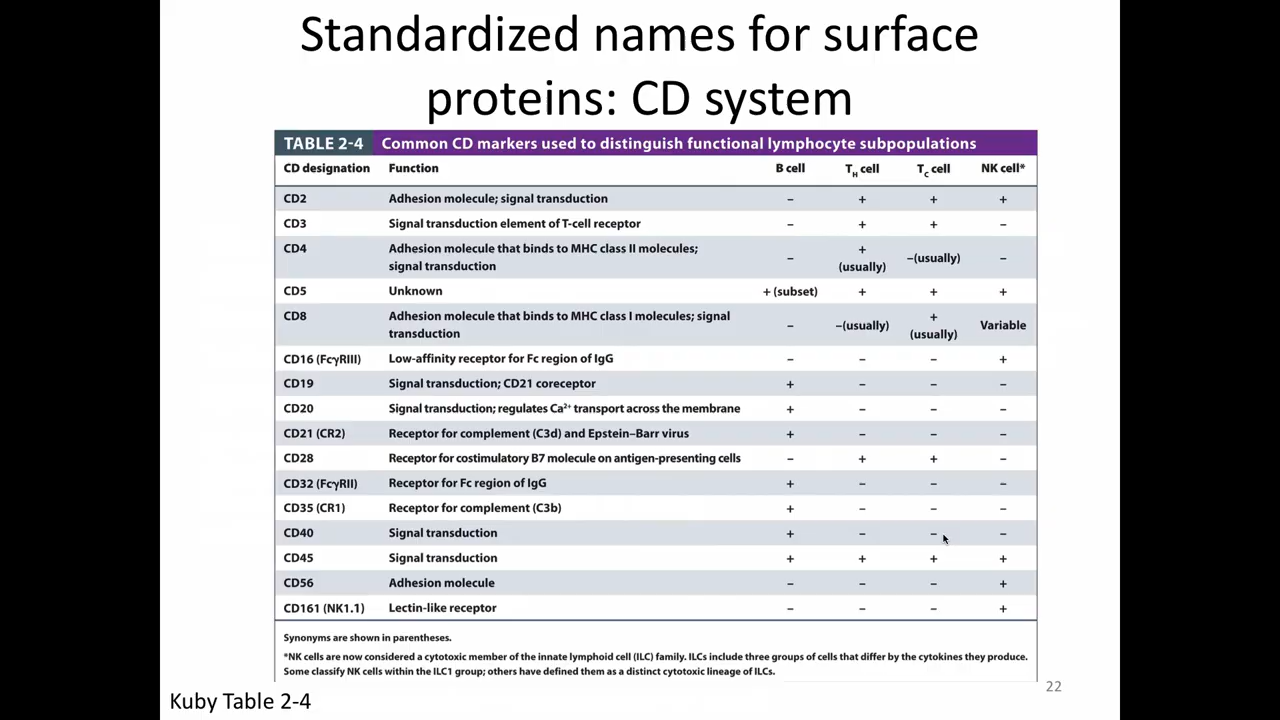 Standardized names for surface
proteins: CD system
TABLE 2-4 Common CD markers used to distinguish functional lymphocyte subpopulations
CD designation Function B cell TH cell TC cell NK cell*
CD2 Adhesion molecule; signal transduction – + + +
CD3 Signal transduction element of T-cell receptor – + + –
CD4 Adhesion molecule that binds to MHC class II molecules; signal transduction – + (usually) –(usually) –
CD5 Unknown + (subset) + + +
CD8 Adhesion molecule that binds to MHC class I molecules; signal transduction – –(usually) + (usually) Variable
CD16 (FcγRIII) Low-affinity receptor for Fc region of IgG – – – +
CD19 Signal transduction; CD21 coreceptor + – – –
CD20 Signal transduction; regulates Ca²⁺ transport across the membrane + – – –
CD21 (CR2) Receptor for complement (C3d) and Epstein–Barr virus + – – –
CD28 Receptor for costimulatory B7 molecule on antigen-presenting cells – + + –
CD32 (FcγRII) Receptor for Fc region of IgG + – – –
CD35 (CR1) Receptor for complement (C3b) + – – –
CD40 Signal transduction + – – –
CD45 Signal transduction + + + +
CD56 Adhesion molecule – – – +
CD161 (NK1.1) Lectin-like receptor – – – +
Synonyms are shown in parentheses.
*NK cells are now considered a cytotoxic member of the innate lymphoid cell (ILC) family. ILCs include three groups of cells that differ by the cytokines they produce.
Some classify NK cells within the ILC1 group; others have defined them as a distinct cytotoxic lineage of ILCs.
22
Kuby Table 2-4